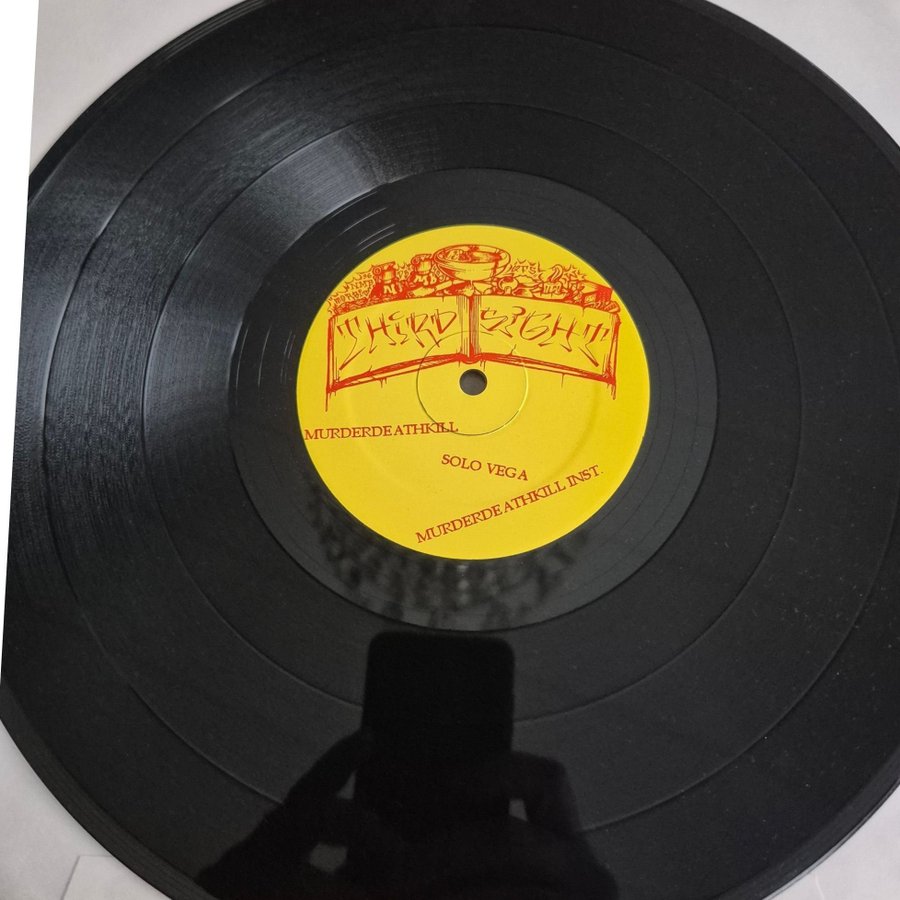 THiRD SiGHT
MURDERDEATHKILL
SOLO VEGA
MURDERDEATHKILL INST.